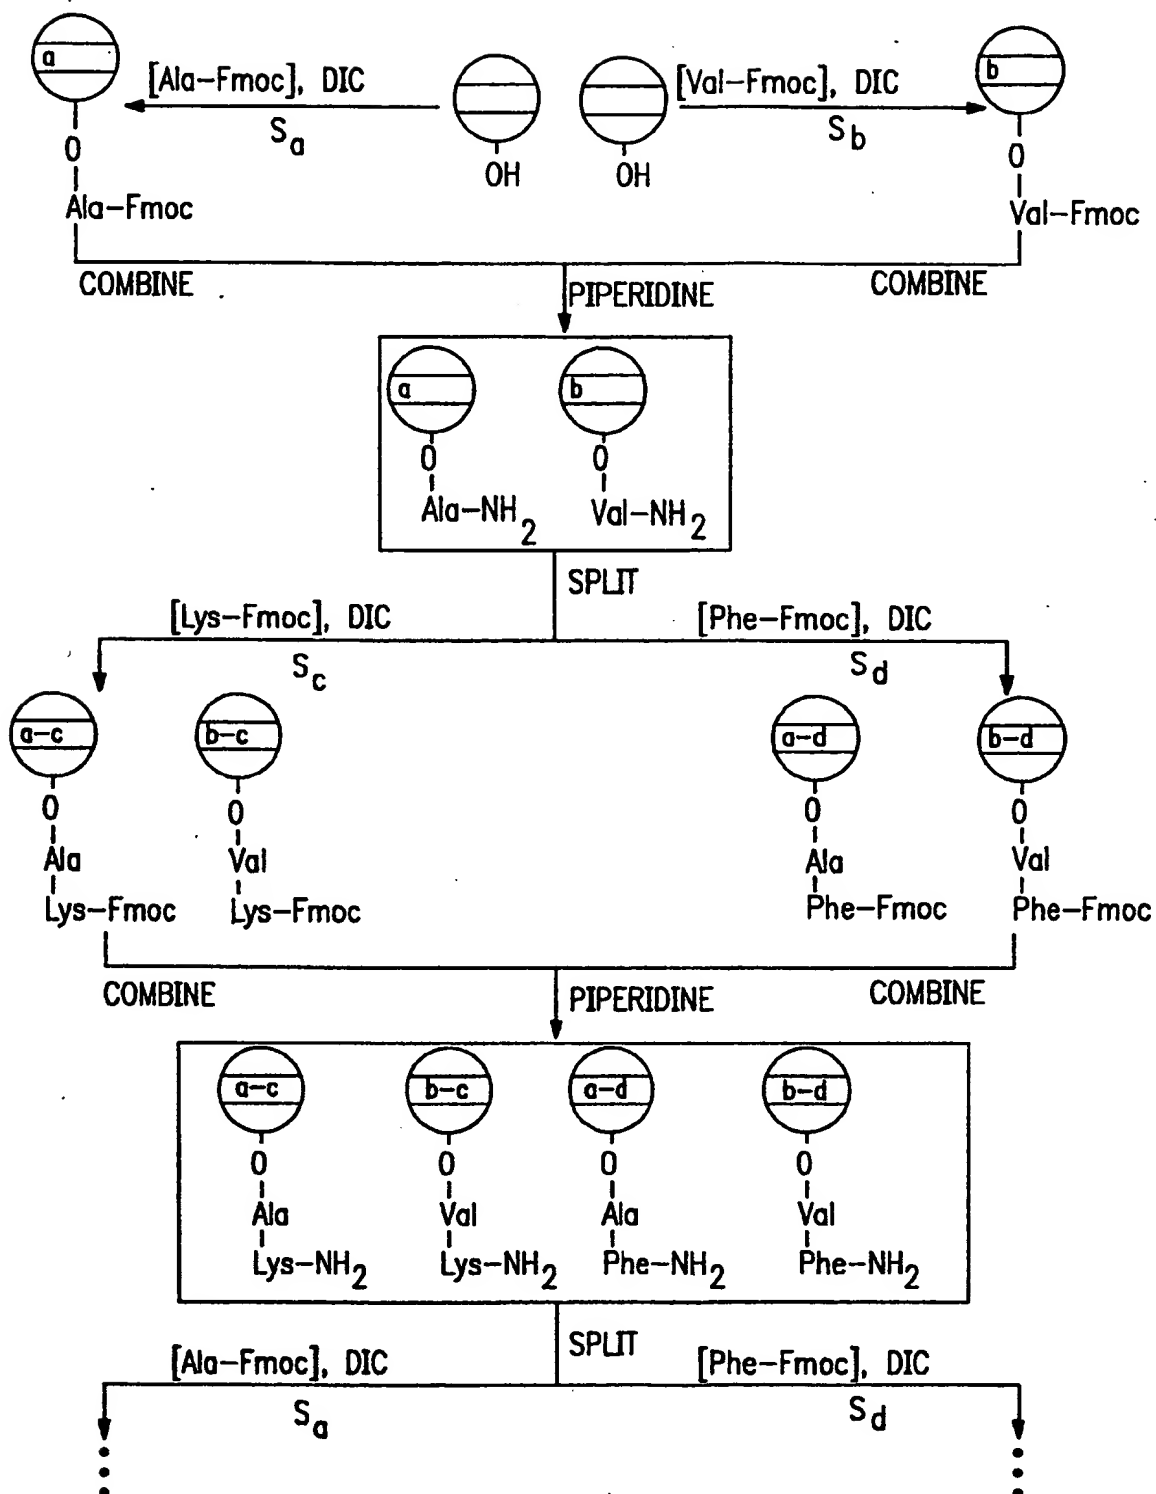 a
b
[Ala-Fmoc], DIC
[Val-Fmoc], DIC
Sa
Sb
OH
OH
O
O
Ala-Fmoc
Val-Fmoc
COMBINE
PIPERIDINE
COMBINE
a
b
O
O
Ala-NH2
Val-NH2
SPLIT
[Lys-Fmoc], DIC
[Phe-Fmoc], DIC
Sc
Sd
a-c
b-c
a-d
b-d
O
O
O
O
Ala
Val
Ala
Val
Lys-Fmoc
Lys-Fmoc
Phe-Fmoc
Phe-Fmoc
COMBINE
PIPERIDINE
COMBINE
a-c
b-c
a-d
b-d
O
O
O
O
Ala
Val
Ala
Val
Lys-NH2
Lys-NH2
Phe-NH2
Phe-NH2
SPLIT
[Ala-Fmoc], DIC
[Phe-Fmoc], DIC
Sa
Sd